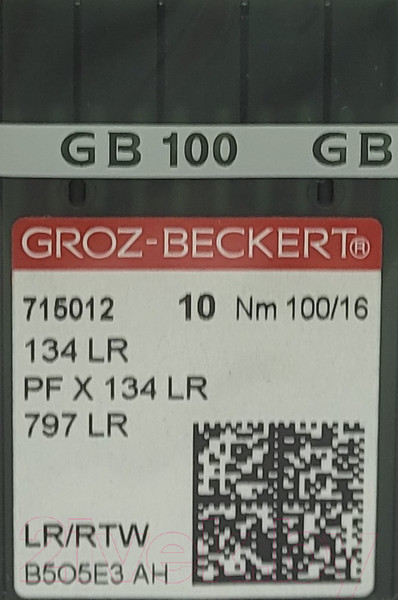 GB 100 GB
GROZ-BECKERT®
715012 10 Nm 100/16
134 LR
PF X 134 LR
797 LR
LR/RTW
B5O5E3 AH